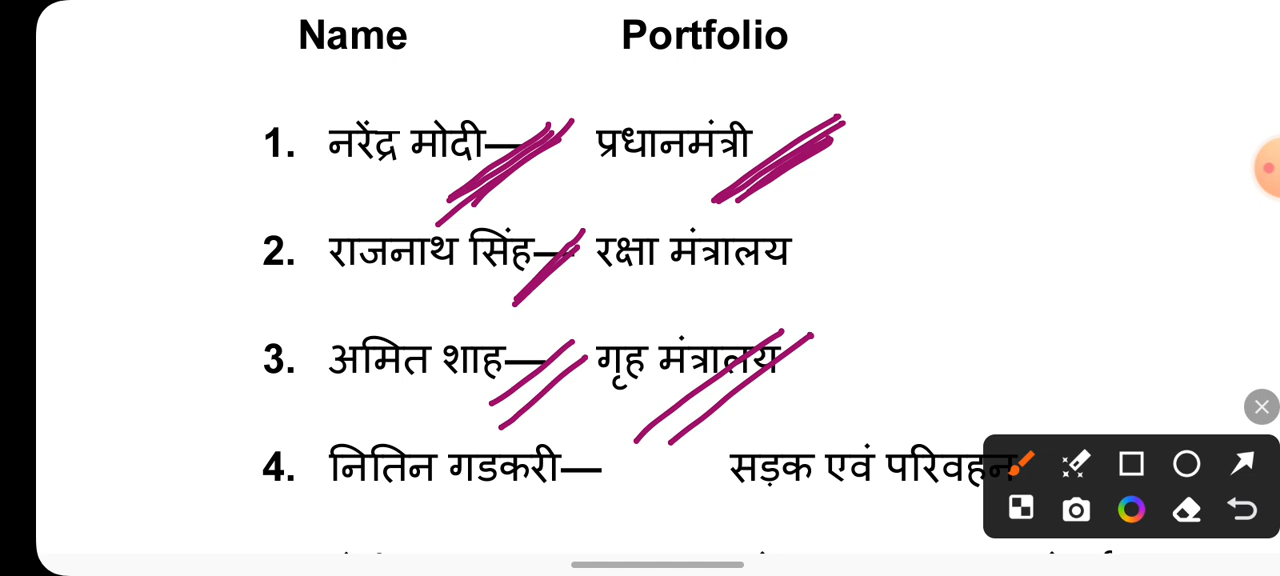 Name Portfolio
1. नरेंद्र मोदी— प्रधानमंत्री
2. राजनाथ सिंह— रक्षा मंत्रालय
3. अमित शाह— गृह मंत्रालय
4. नितिन गडकरी— सड़क एवं परिवहन